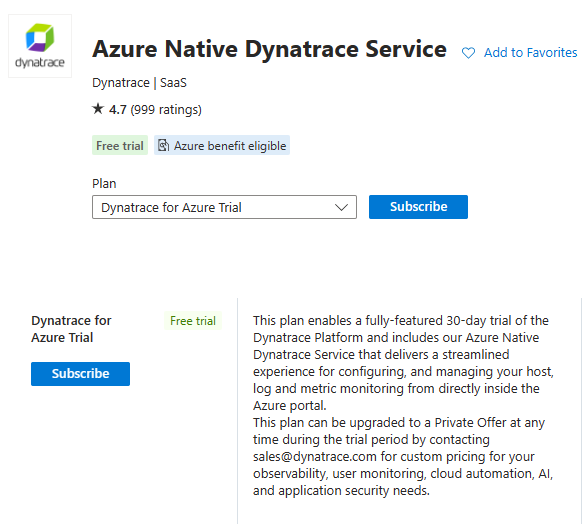 dynatrace
Azure Native Dynatrace Service
Add to Favorites
Dynatrace | SaaS
★ 4.7 (999 ratings)
Free trial
Azure benefit eligible
Plan
Dynatrace for Azure Trial
Subscribe
Dynatrace for
Azure Trial
Free trial
Subscribe
This plan enables a fully-featured 30-day trial of the
Dynatrace Platform and includes our Azure Native
Dynatrace Service that delivers a streamlined
experience for configuring, and managing your host,
log and metric monitoring from directly inside the
Azure portal.
This plan can be upgraded to a Private Offer at any
time during the trial period by contacting
sales@dynatrace.com for custom pricing for your
observability, user monitoring, cloud automation, AI,
and application security needs.